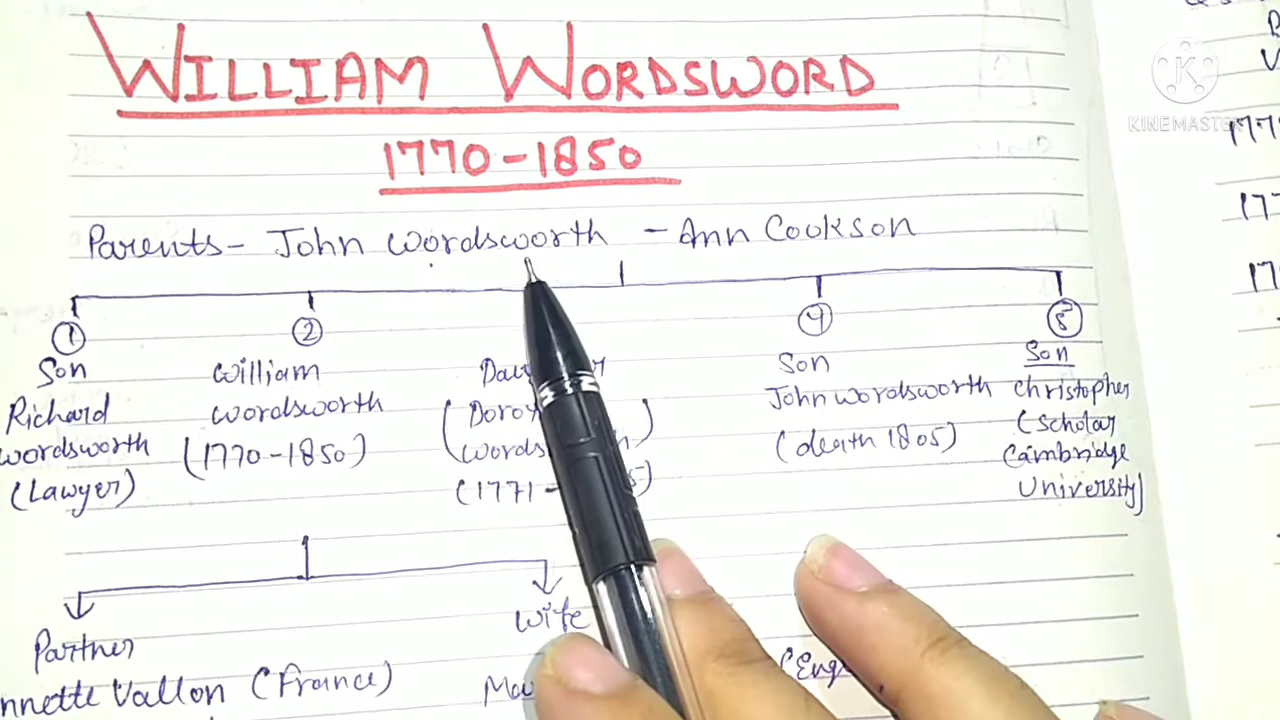 WILLIAM WORDSWORD
1770-1850
Parents- John Wordsworth - Ann Cookson
1 2 4 5
Son
Richard
Wordsworth
(Lawyer)
William
Wordsworth
(1770-1850)
(1771 -
Son
John Wordsworth
(death 1805)
Son
Christopher
(Scholar
Cambridge
University)
Partner
nnette Vallon (France)
Wife
KINEMASTER